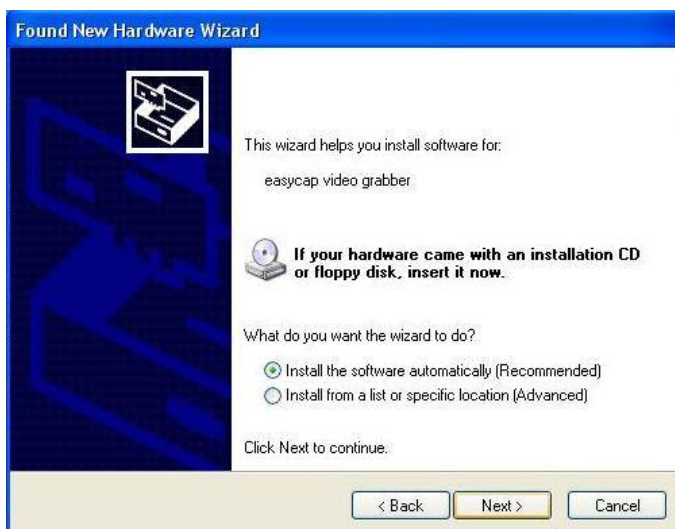 Found New Hardware Wizard
This wizard helps you install software for:
easycap video grabber
If your hardware came with an installation CD
or floppy disk, insert it now.
What do you want the wizard to do?
Install the software automatically (Recommended)
Install from a list or specific location (Advanced)
Click Next to continue.
< Back Next > Cancel